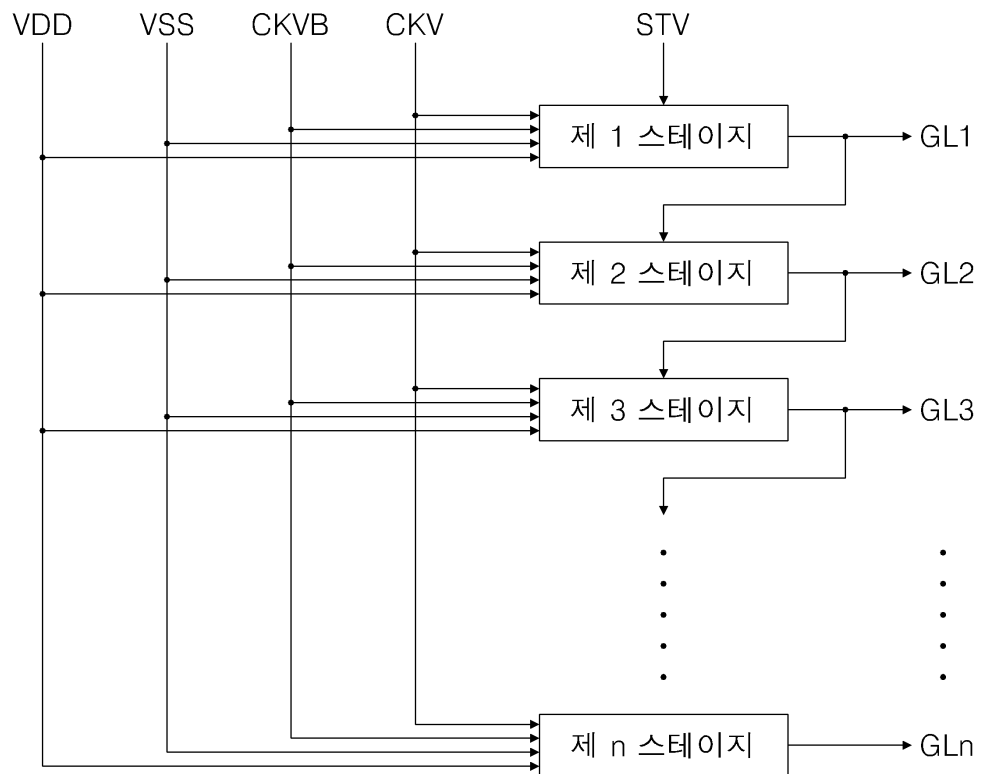 VDD VSS CKVB CKV STV
제 1 스테이지 GL1
제 2 스테이지 GL2
제 3 스테이지 GL3
제 n 스테이지 GLn